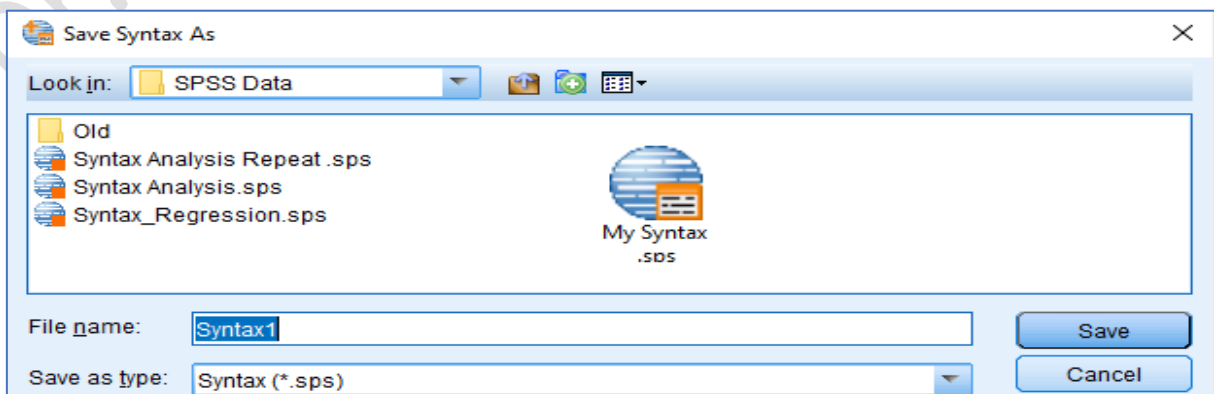 Save Syntax As
Look in: SPSS Data
Old
Syntax Analysis Repeat .sps
Syntax Analysis.sps
Syntax_Regression.sps
My Syntax
.sps
File name: Syntax1 Save
Save as type: Syntax (*.sps) Cancel